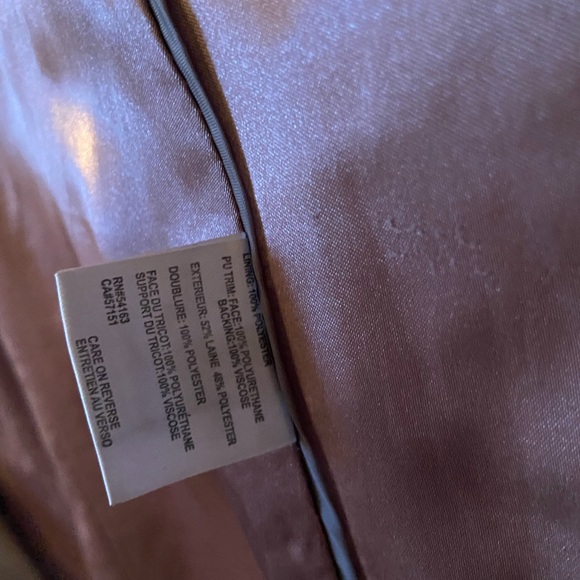 LINING: 100% POLYESTER
PU TRIM: FACE:100% POLYURETHANE
BACKING:100% VISCOSE
EXTERIEUR: 52% LAINE 48% POLYESTER
DOUBLURE: 100% POLYESTER
FACE DU TRICOT:100% POLYURÉTHANE
SUPPORT DU TRICOT:100% VISCOSE
RN#54163
CA#57151
CARE ON REVERSE
ENTRETIEN AU VERSO